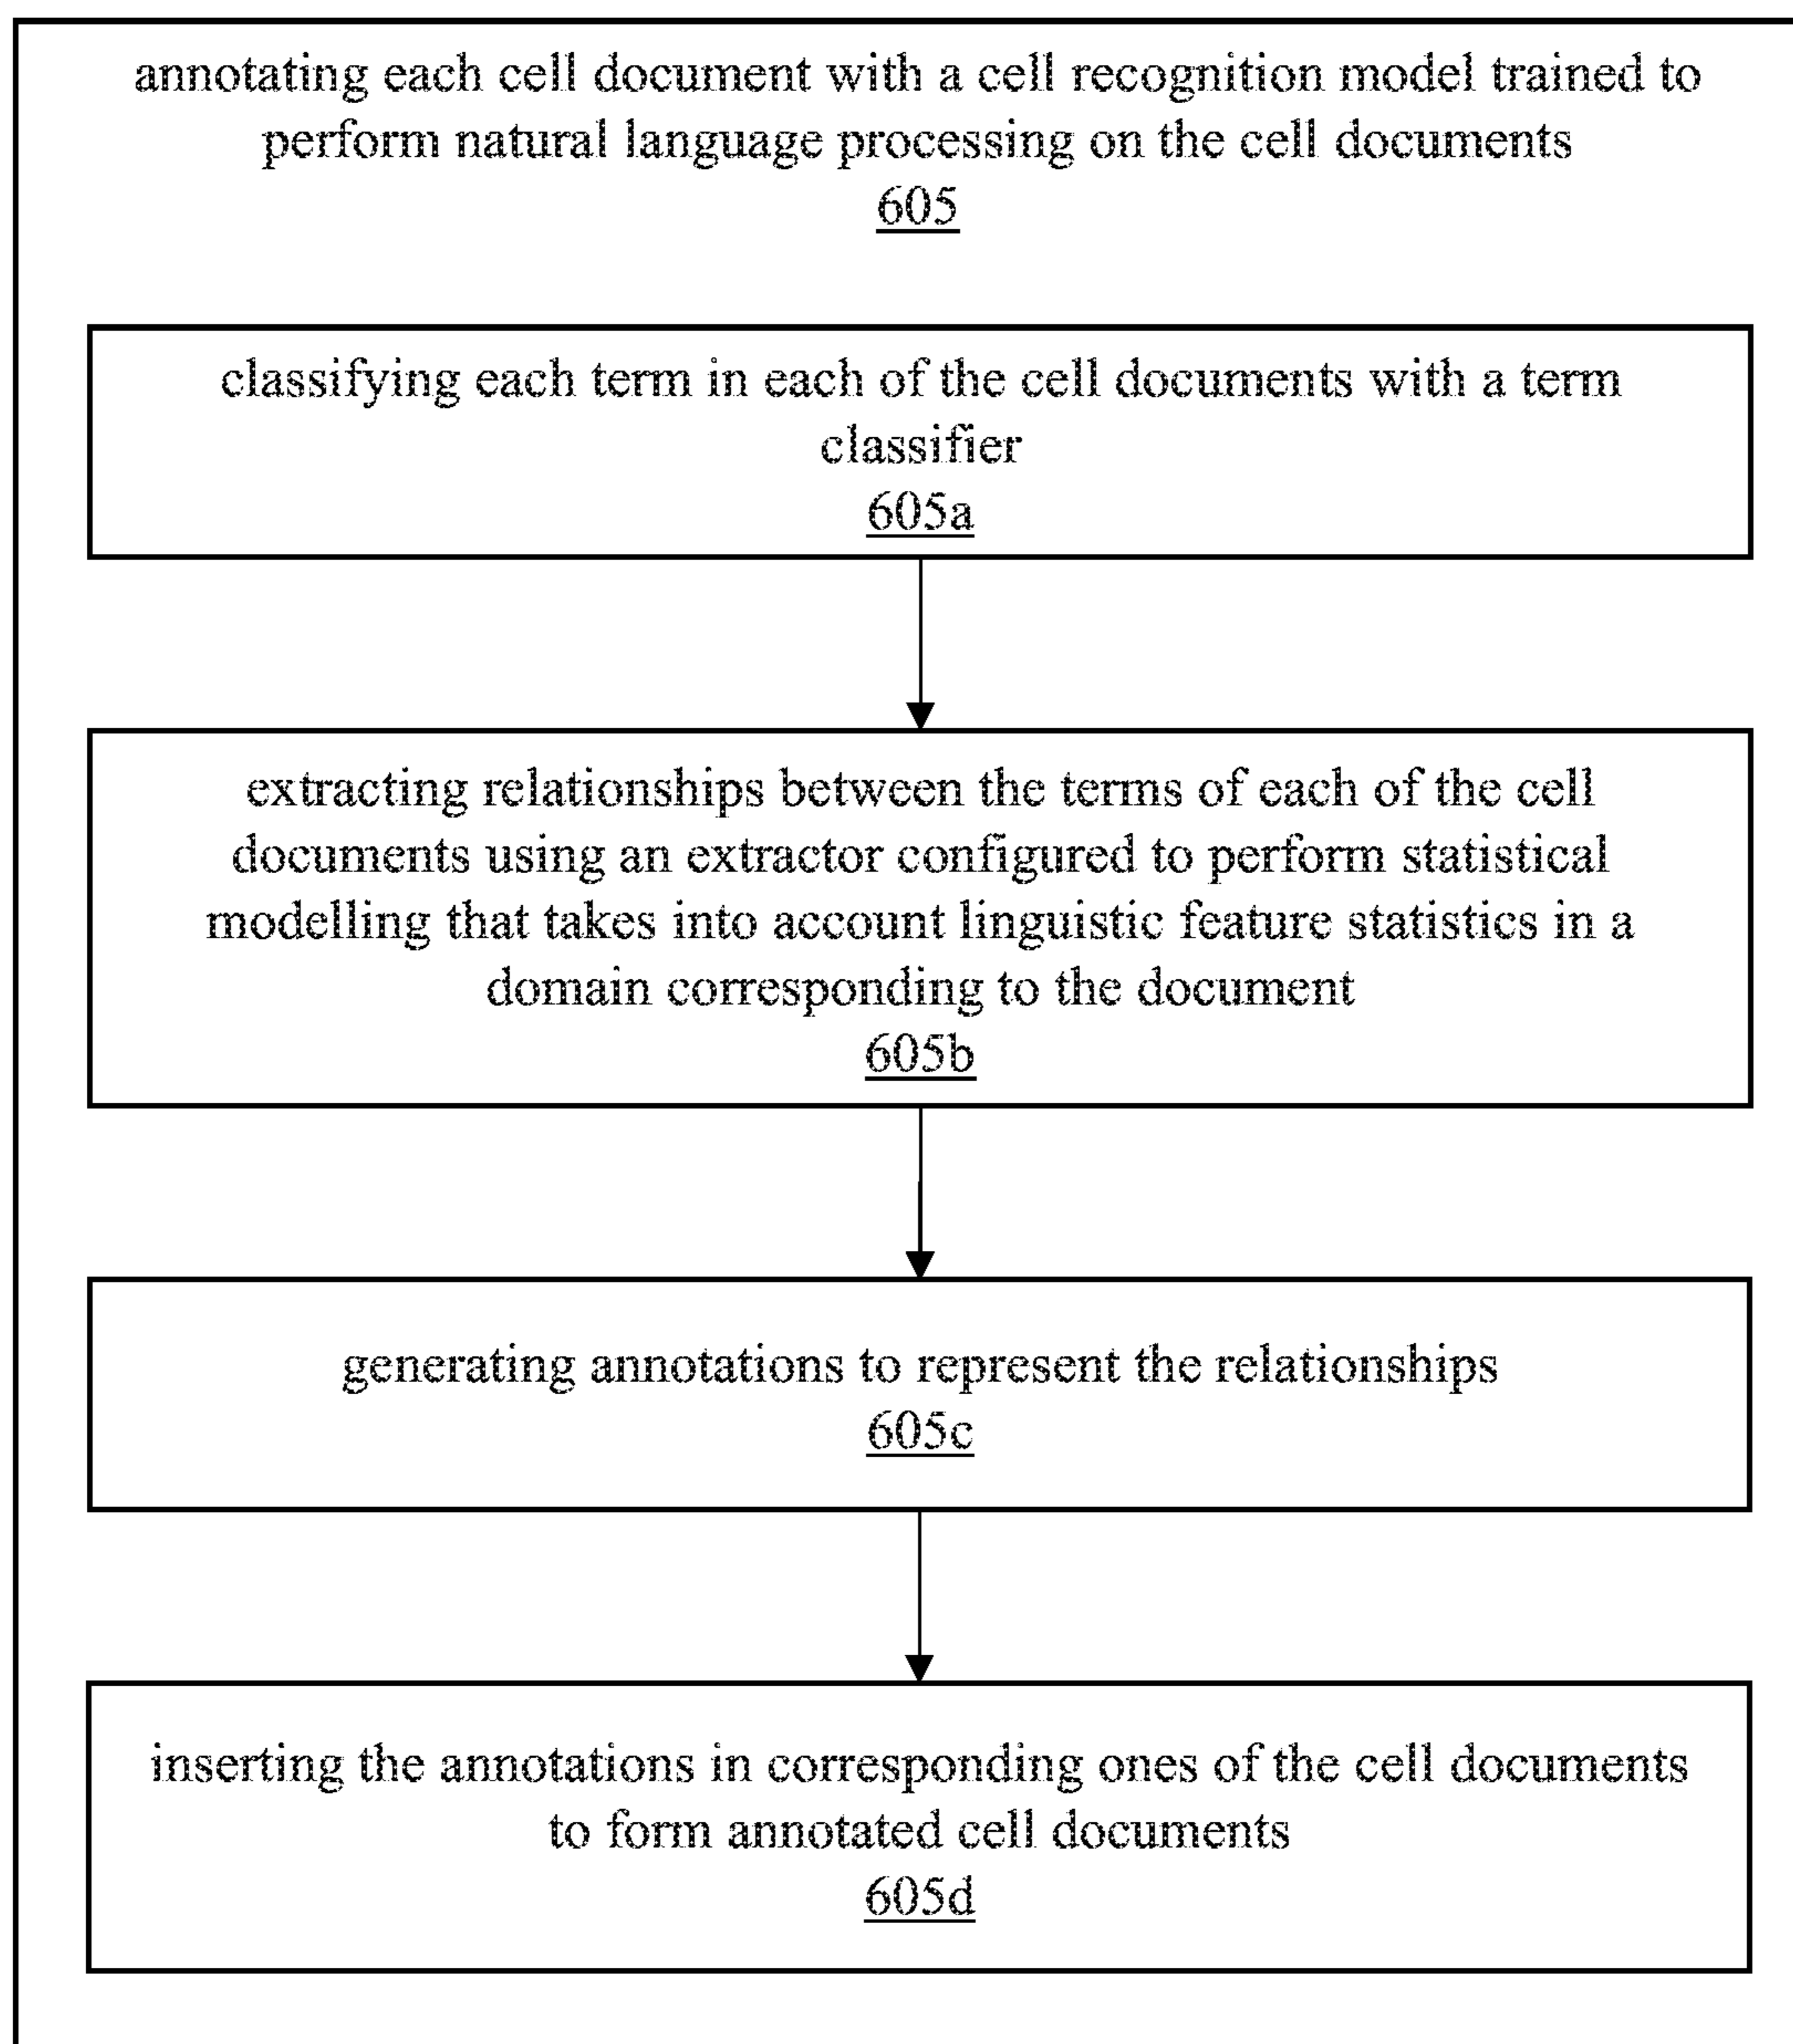 annotating each cell document with a cell recognition model trained to
perform natural language processing on the cell documents
605
classifying each term in each of the cell documents with a term
classifier
605a
extracting relationships between the terms of each of the cell
documents using an extractor configured to perform statistical
modelling that takes into account linguistic feature statistics in a
domain corresponding to the document
605b
generating annotations to represent the relationships
605c
inserting the annotations in corresponding ones of the cell documents
to form annotated cell documents
605d